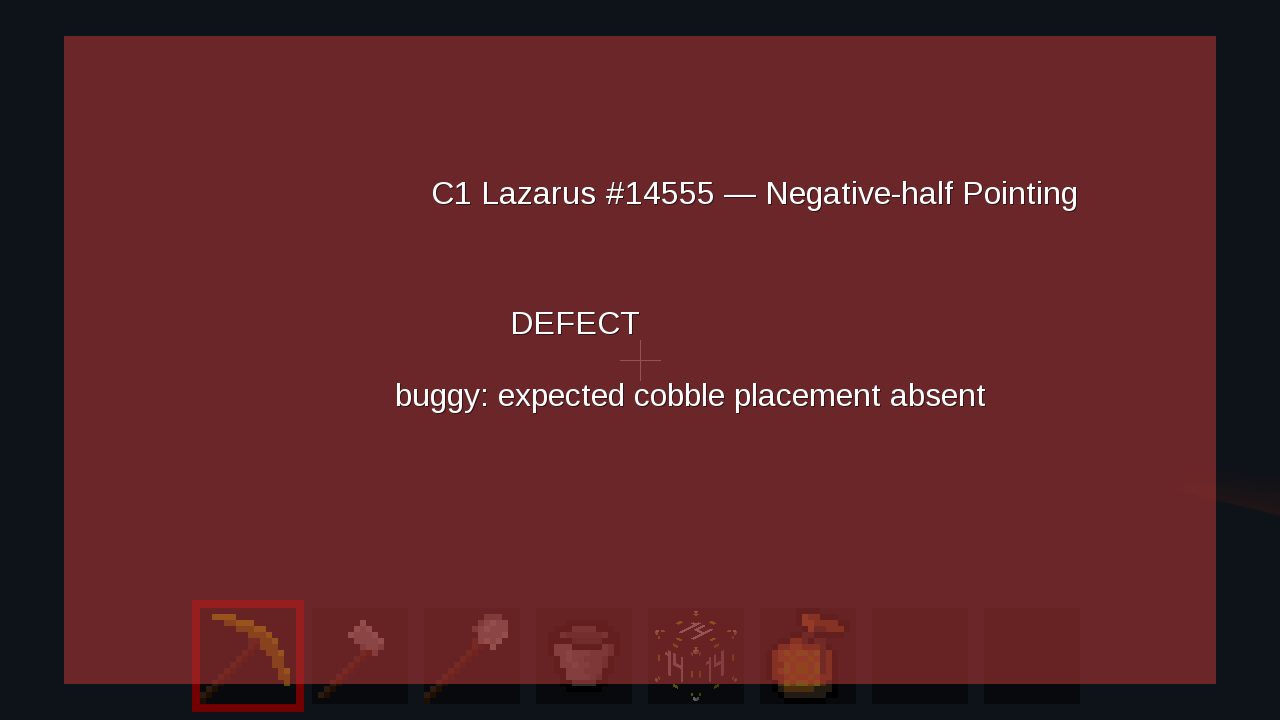 C1 Lazarus #14555 — Negative-half Pointing
DEFECT
buggy: expected cobble placement absent